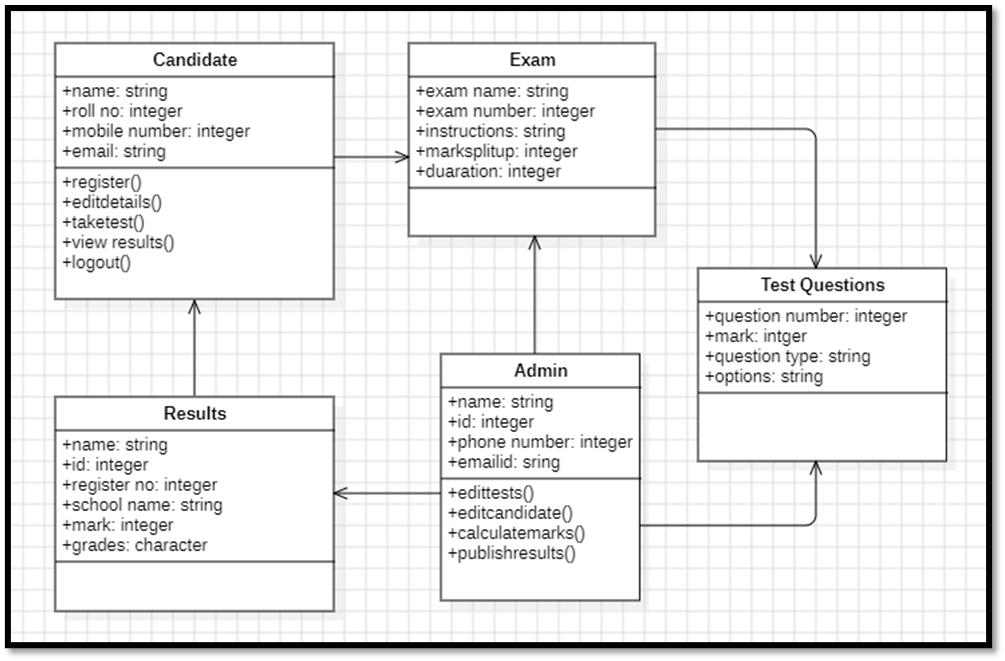 Candidate
+name: string
+roll no: integer
+mobile number: integer
+email: string
+register()
+editdetails()
+taketest()
+view results()
+logout()
Exam
+exam name: string
+exam number: integer
+instructions: string
+marksplitup: integer
+duaration: integer
Test Questions
+question number: integer
+mark: intger
+question type: string
+options: string
Admin
+name: string
+id: integer
+phone number: integer
+emailid: sring
+edittests()
+editcandidate()
+calculatemarks()
+publishresults()
Results
+name: string
+id: integer
+register no: integer
+school name: string
+mark: integer
+grades: character